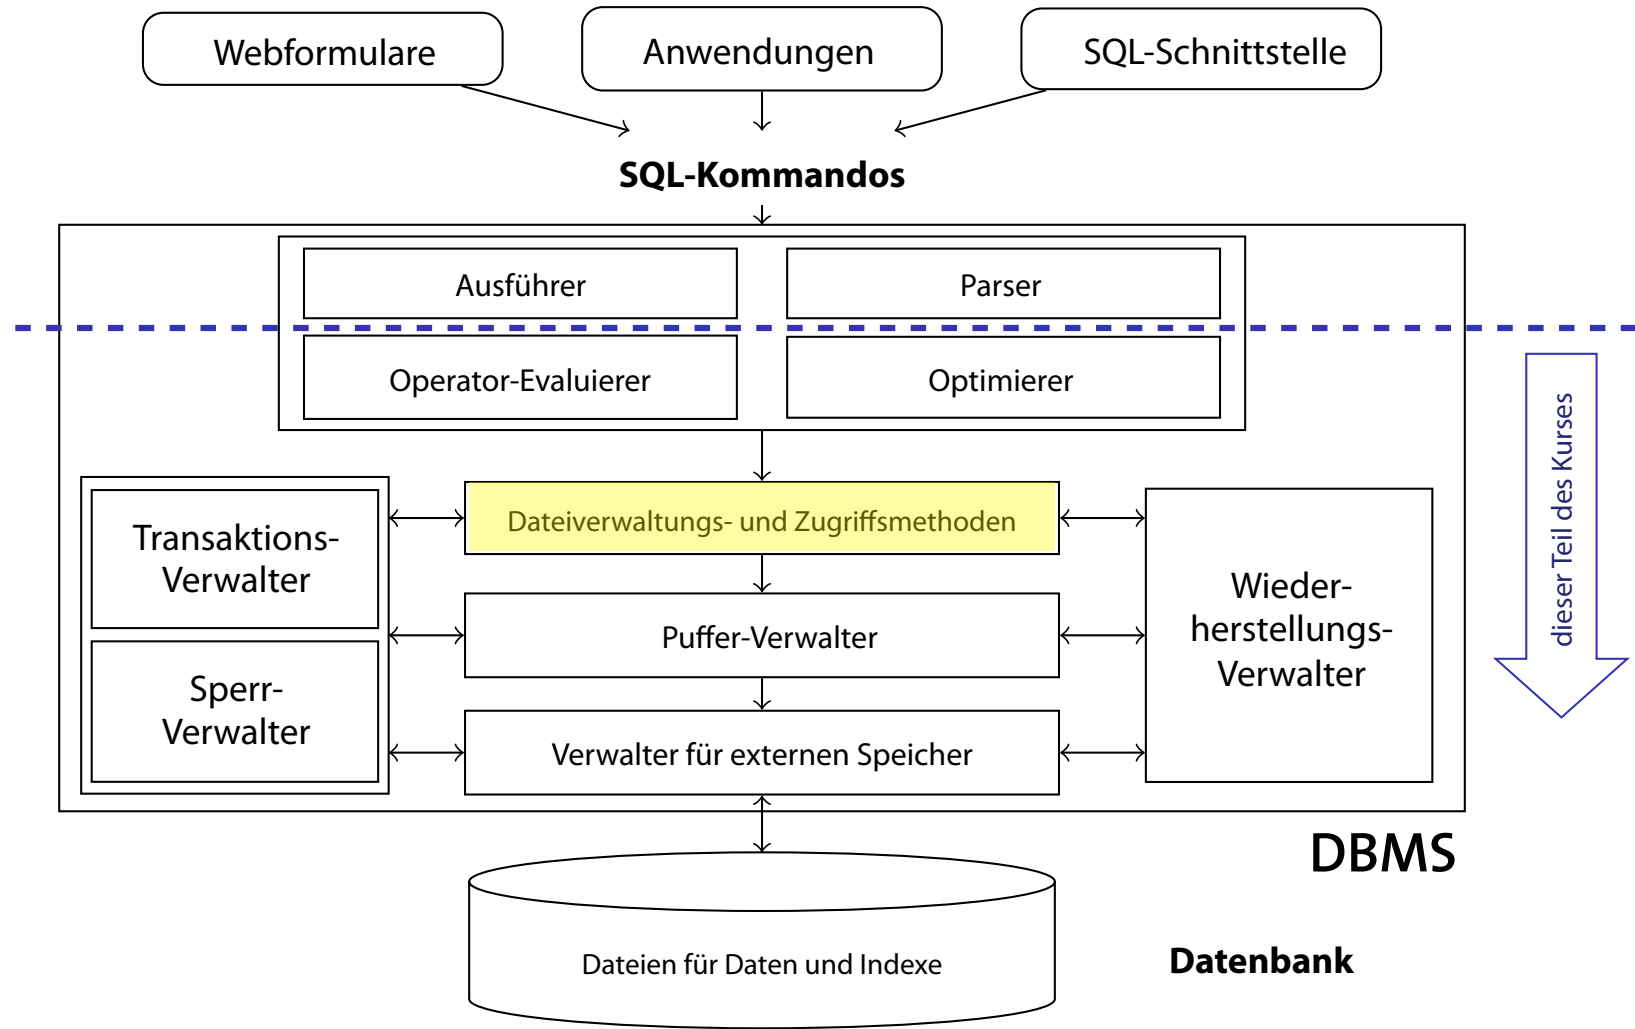 Webformulare
Anwendungen
SQL-Schnittstelle
SQL-Kommandos
Ausführer
Parser
Operator-Evaluierer
Optimierer
Transaktions-
Verwalter
Sperr-
Verwalter
Dateiverwaltungs- und Zugriffsmethoden
Puffer-Verwalter
Verwalter für externen Speicher
Wieder-
herstellungs-
Verwalter
dieser Teil des Kurses
DBMS
Dateien für Daten und Indexe
Datenbank